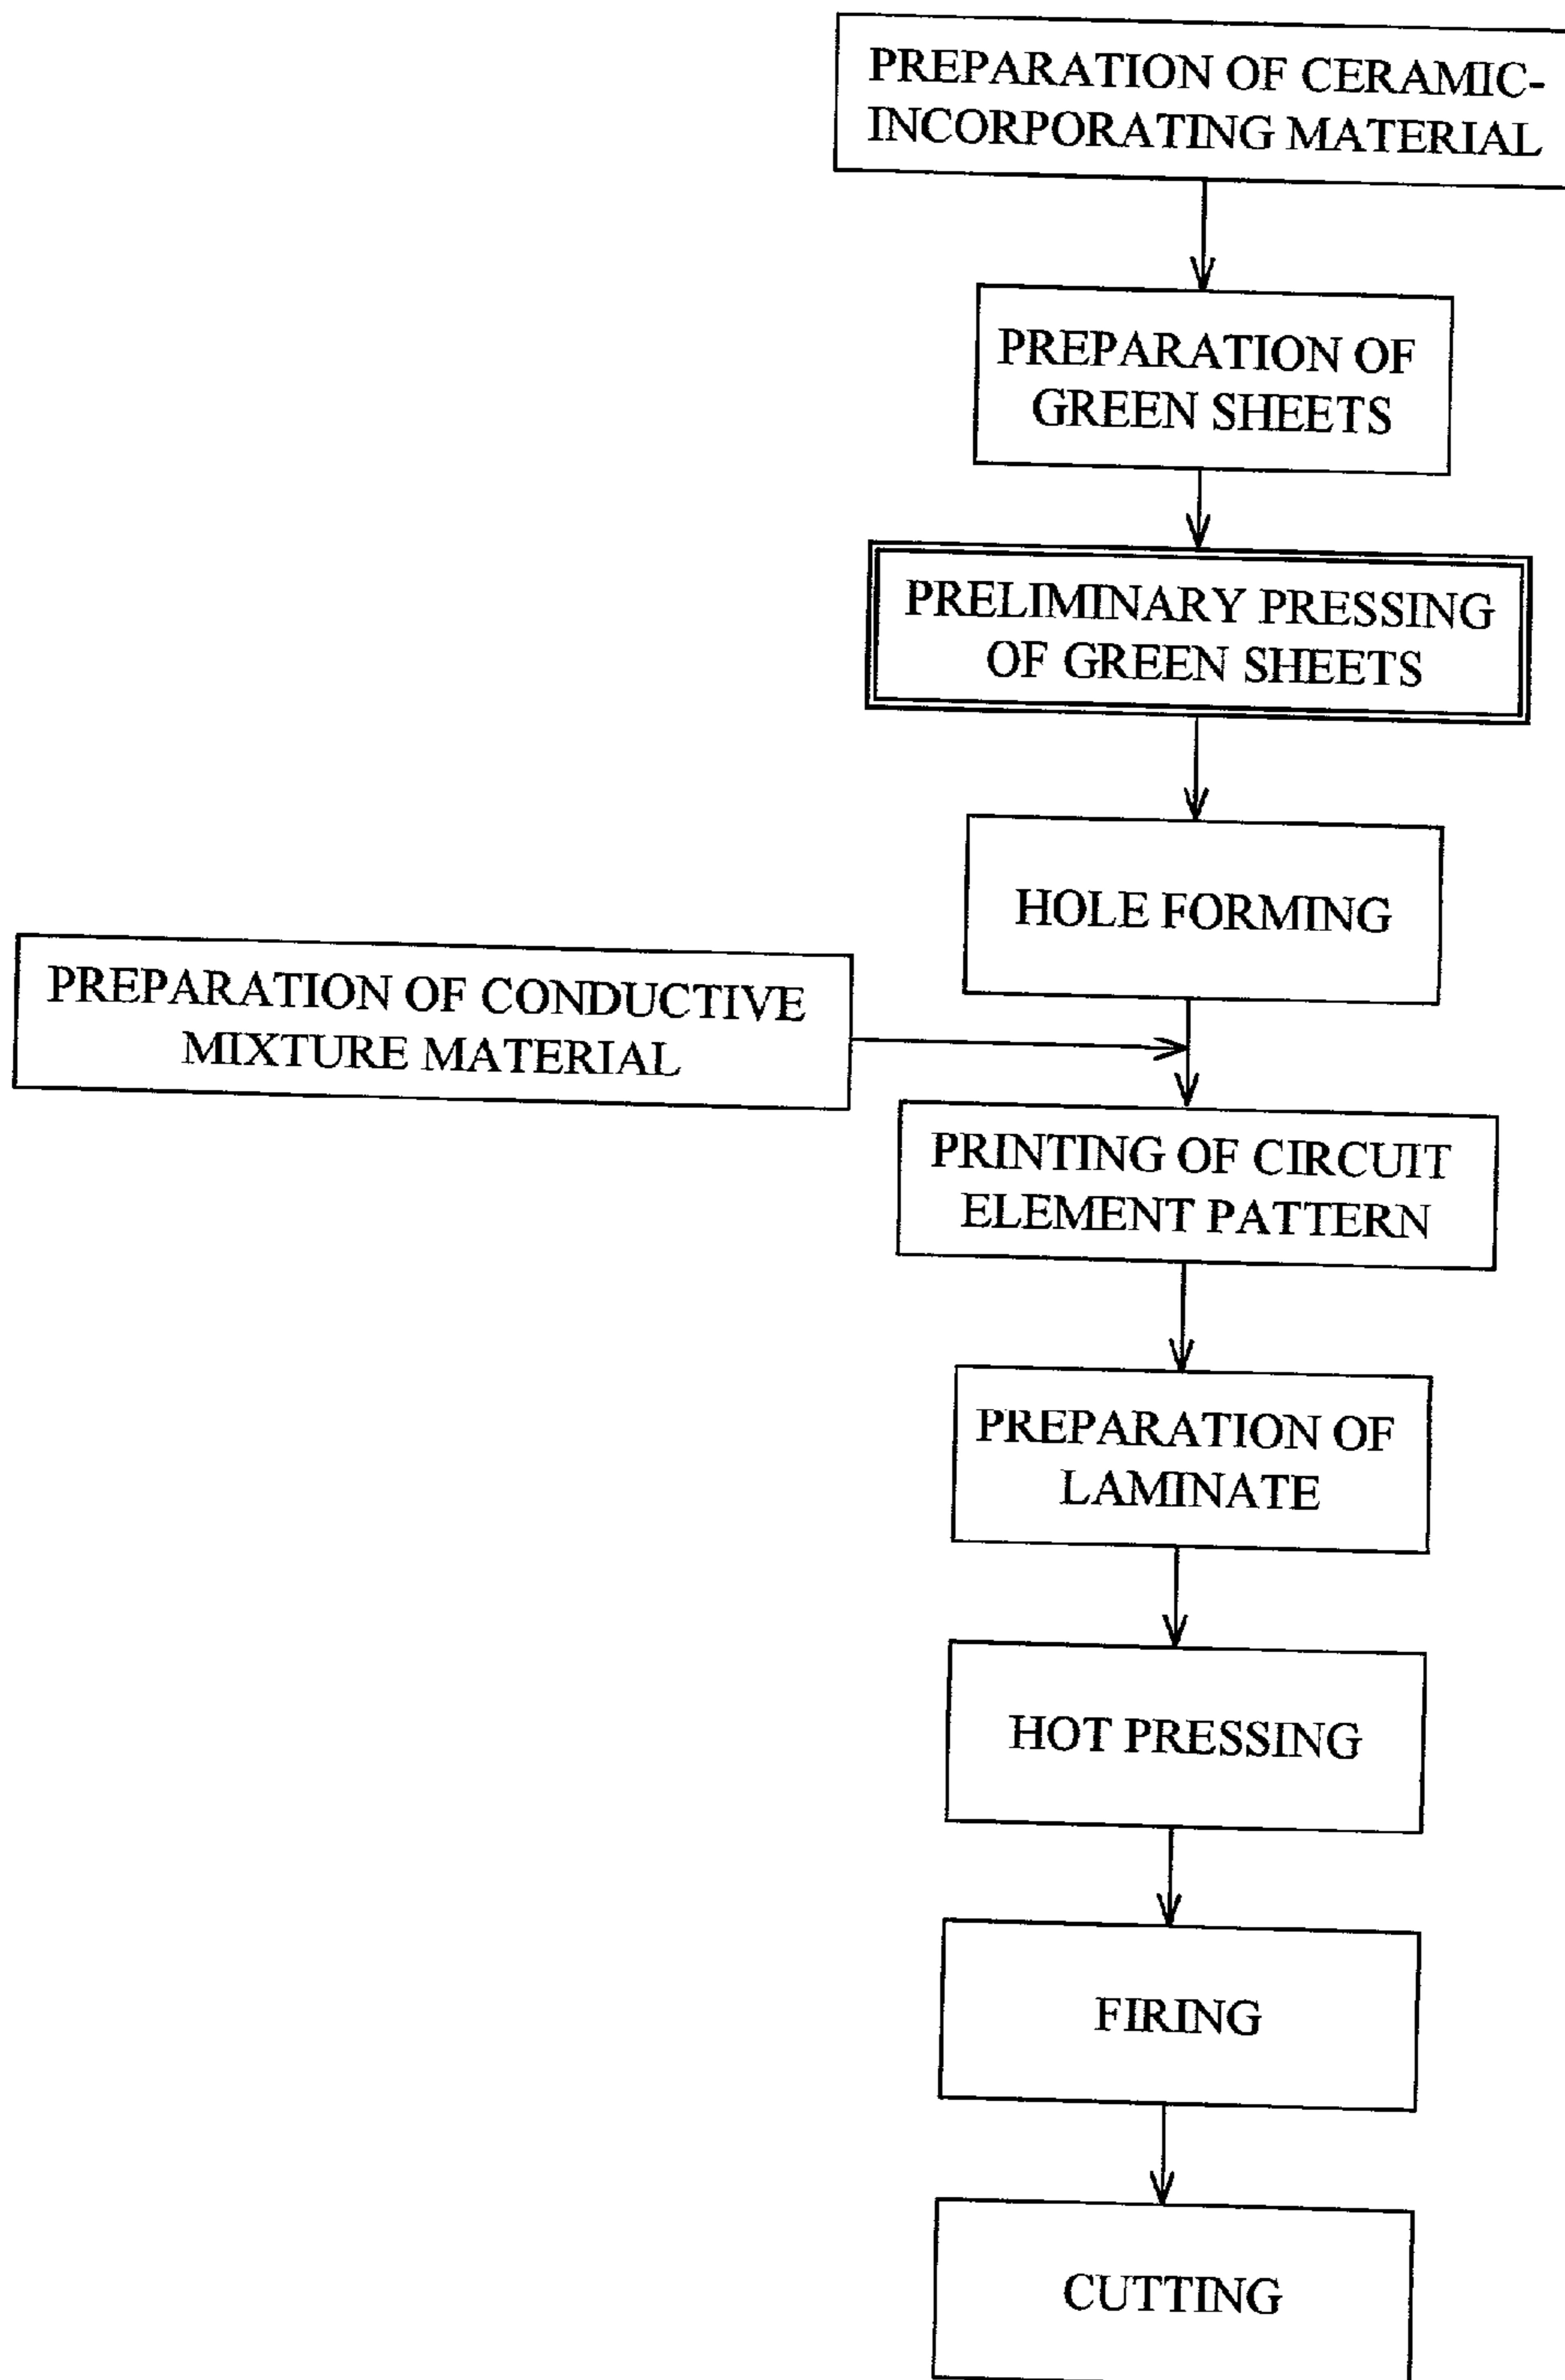 PREPARATION OF CERAMIC-
INCORPORATING MATERIAL
PREPARATION OF
GREEN SHEETS
PRELIMINARY PRESSING
OF GREEN SHEETS
HOLE FORMING
PREPARATION OF CONDUCTIVE
MIXTURE MATERIAL
PRINTING OF CIRCUIT
ELEMENT PATTERN
PREPARATION OF
LAMINATE
HOT PRESSING
FIRING
CUTTING